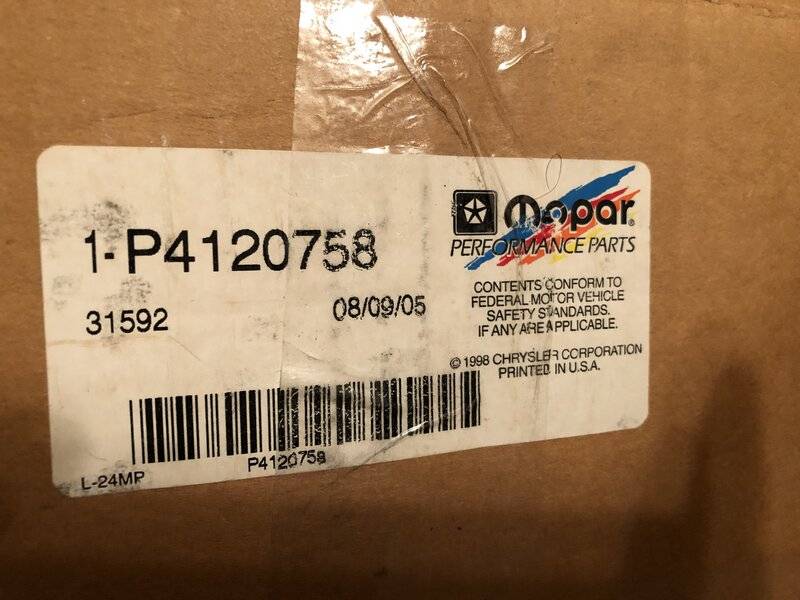 1-P4120758
31592
08/09/05
P4120758
L-24MP
Mopar®
PERFORMANCE PARTS
CONTENTS CONFORM TO
FEDERAL MOTOR VEHICLE
SAFETY STANDARDS.
IF ANY ARE APPLICABLE.
© 1998 CHRYSLER CORPORATION
PRINTED IN U.S.A.